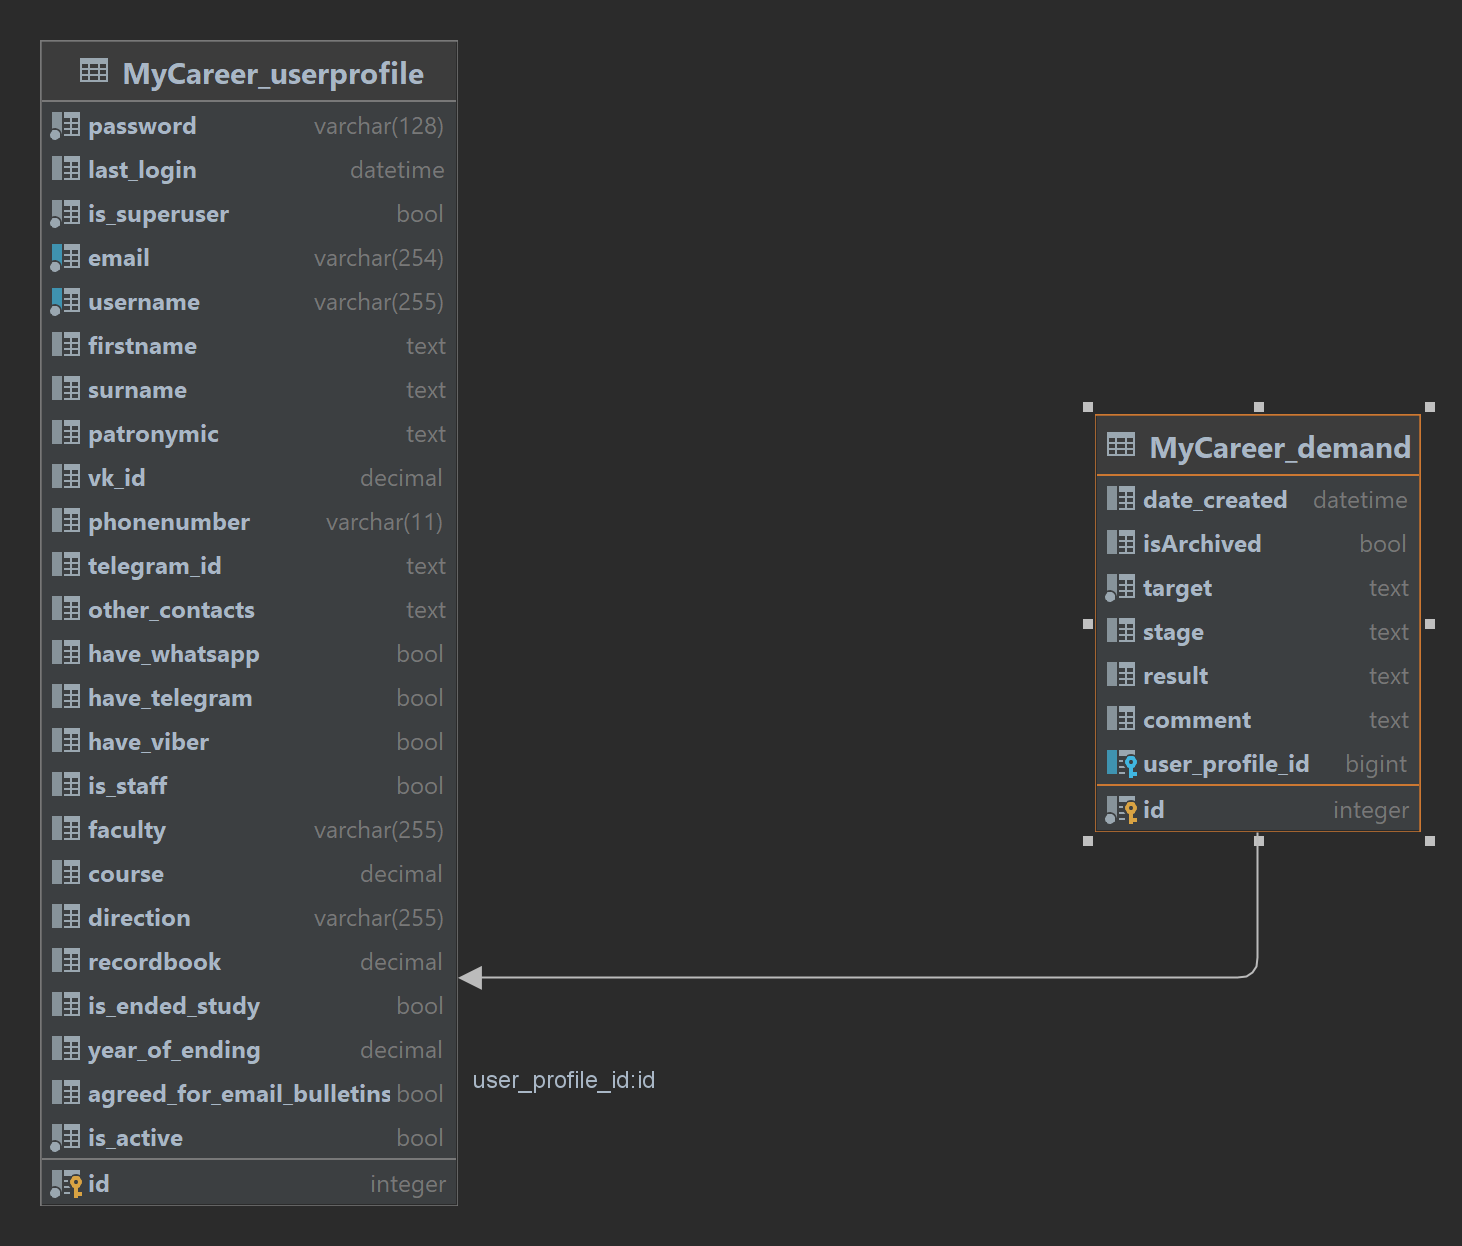 MyCareer_userprofile
password varchar(128)
last_login datetime
is_superuser bool
email varchar(254)
username varchar(255)
firstname text
surname text
patronymic text
vk_id decimal
phonenumber varchar(11)
telegram_id text
other_contacts text
have_whatsapp bool
have_telegram bool
have_viber bool
is_staff bool
faculty varchar(255)
course decimal
direction varchar(255)
recordbook decimal
is_ended_study bool
year_of_ending decimal
agreed_for_email_bulletins bool
is_active bool
id integer
MyCareer_demand
date_created datetime
isArchived bool
target text
stage text
result text
comment text
user_profile_id bigint
id integer
user_profile_id:id